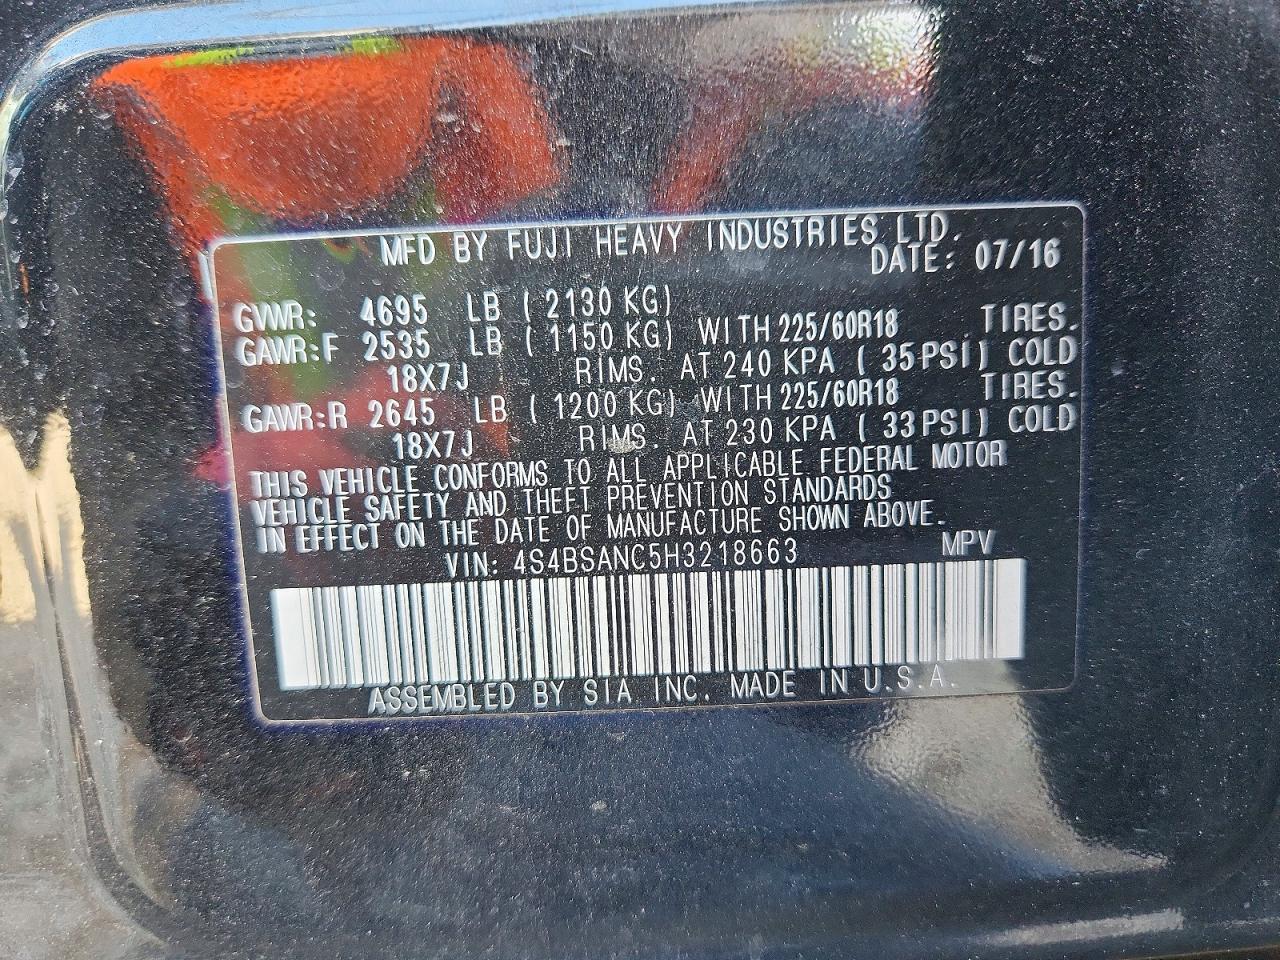 MFD BY FUJI HEAVY INDUSTRIES LTD.
DATE: 07/16
GVWR: 4695 LB ( 2130 KG)
GAWR:F 2535 LB ( 1150 KG) WITH 225/60R18 TIRES.
18X7J RIMS. AT 240 KPA ( 35 PSI) COLD
GAWR:R 2645 LB ( 1200 KG) WITH 225/60R18 TIRES.
18X7J RIMS. AT 230 KPA ( 33 PSI) COLD
THIS VEHICLE CONFORMS TO ALL APPLICABLE FEDERAL MOTOR
VEHICLE SAFETY AND THEFT PREVENTION STANDARDS
IN EFFECT ON THE DATE OF MANUFACTURE SHOWN ABOVE.
VIN: 4S4BSANC5H3218663 MPV
ASSEMBLED BY SIA INC. MADE IN U.S.A.